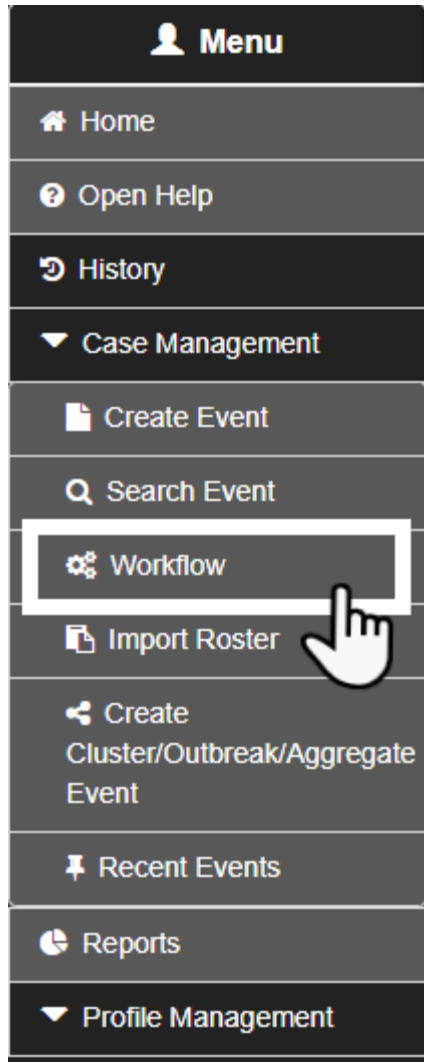 Menu
Home
Open Help
History
Case Management
Create Event
Search Event
Workflow
Import Roster
Create
Cluster/Outbreak/Aggregate
Event
Recent Events
Reports
Profile Management